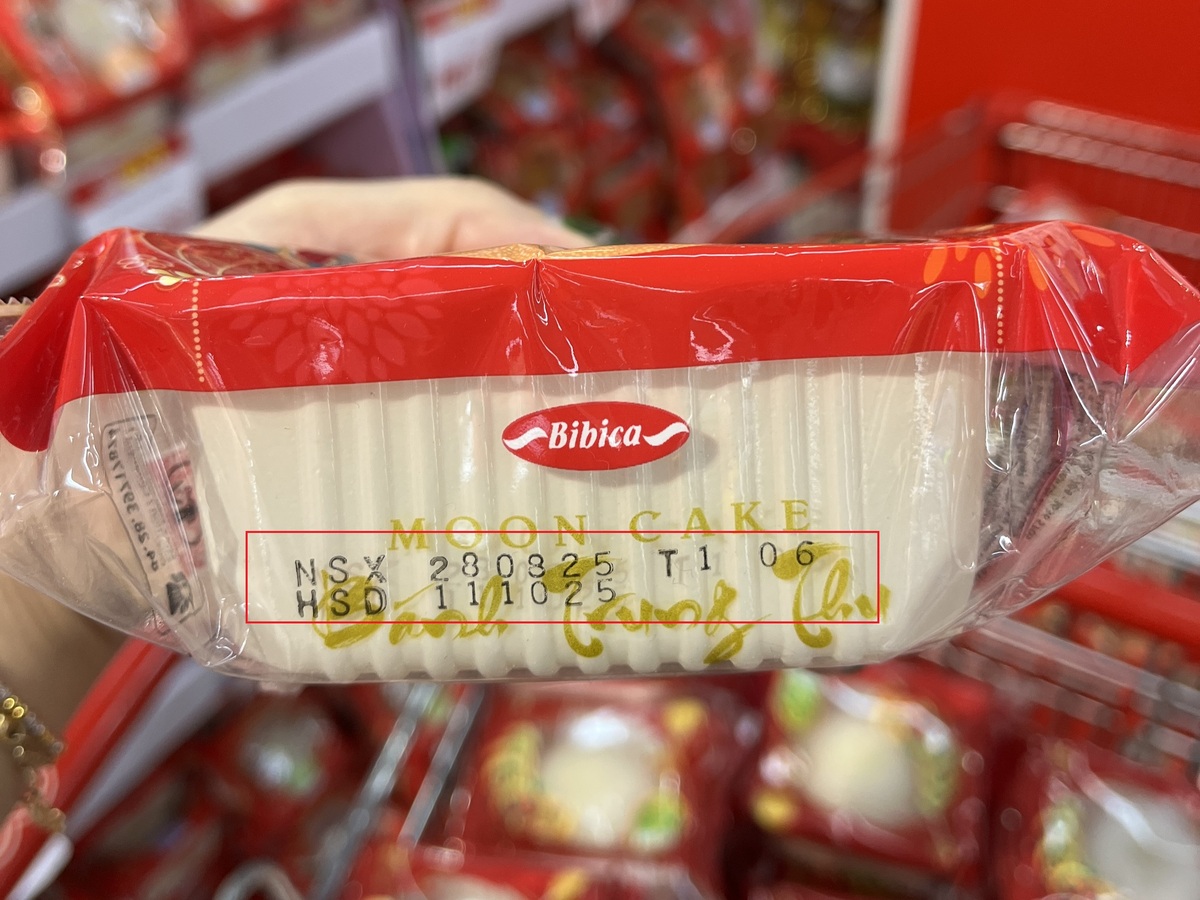 Bibica
MOON CAKE
NSX 280825 T1 06
HSD 111025
Bánh Trung Thu